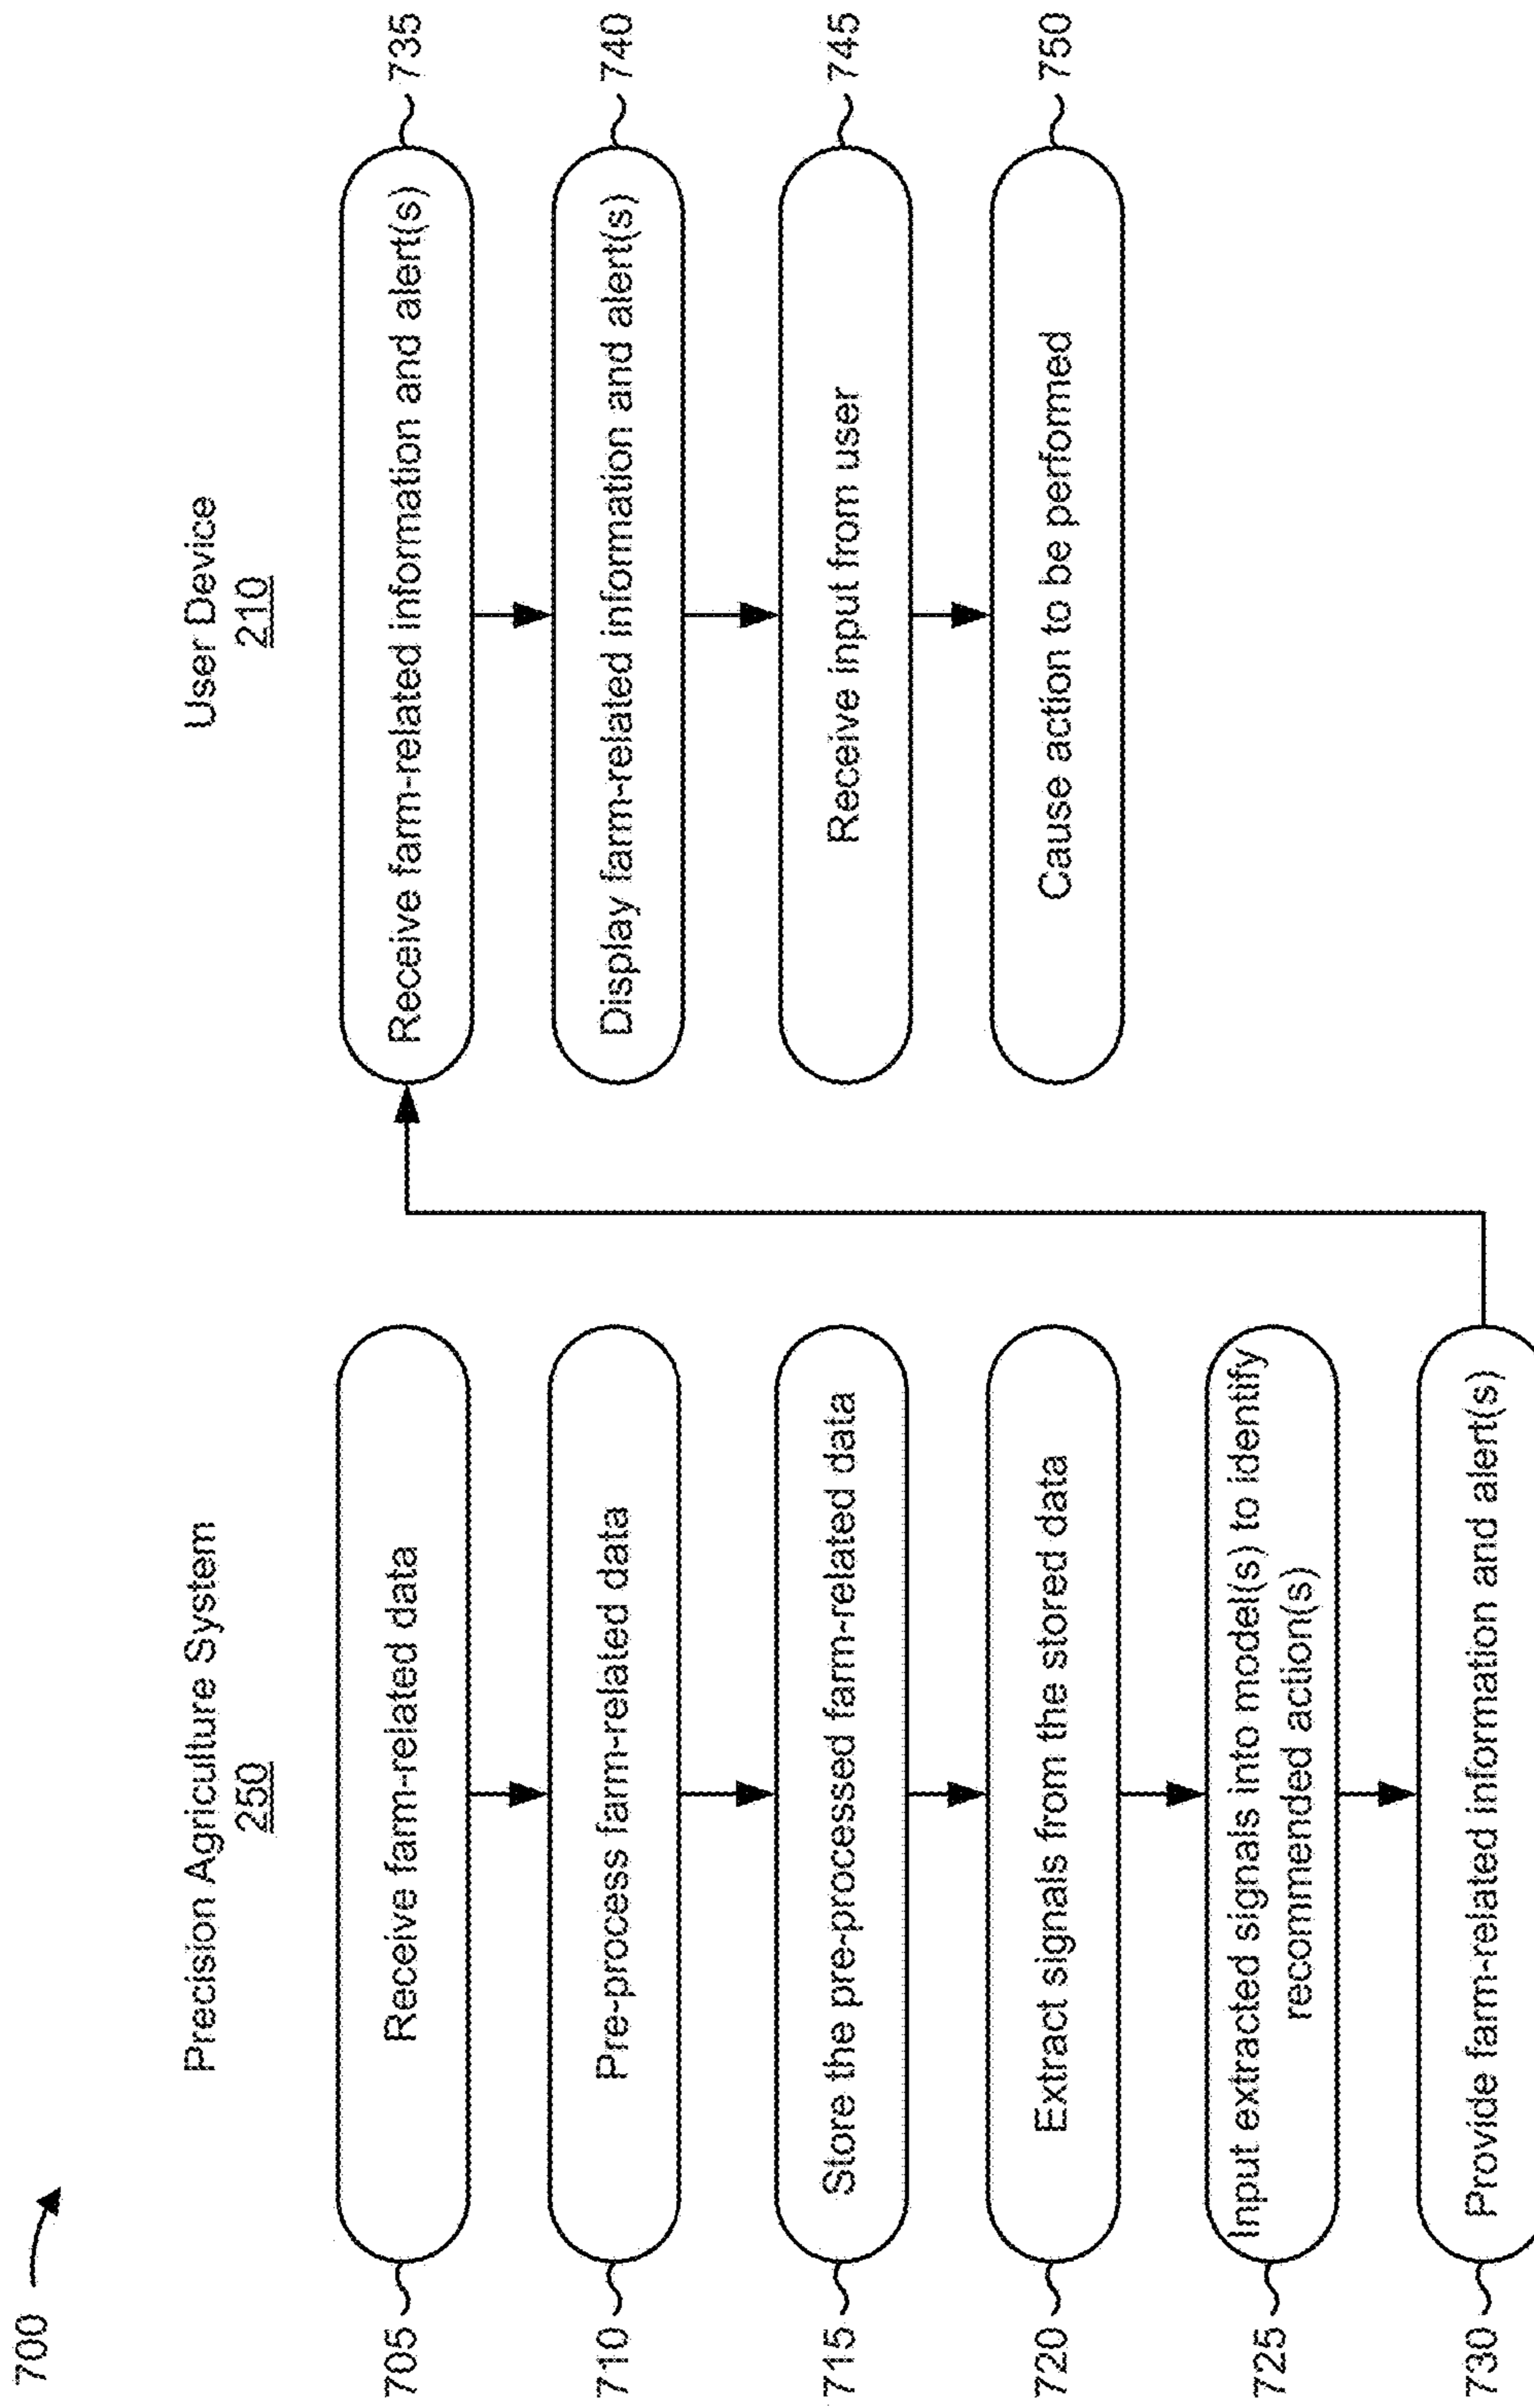 700
Precision Agriculture System
250
705
Receive farm-related data
710
Pre-process farm-related data
715
Store the pre-processed farm-related data
720
Extract signals from the stored data
725
Input extracted signals into model(s) to identify
recommended action(s)
730
Provide farm-related information and alert(s)
User Device
210
Receive farm-related information and alert(s)
735
Display farm-related information and alert(s)
740
Receive input from user
745
Cause action to be performed
750